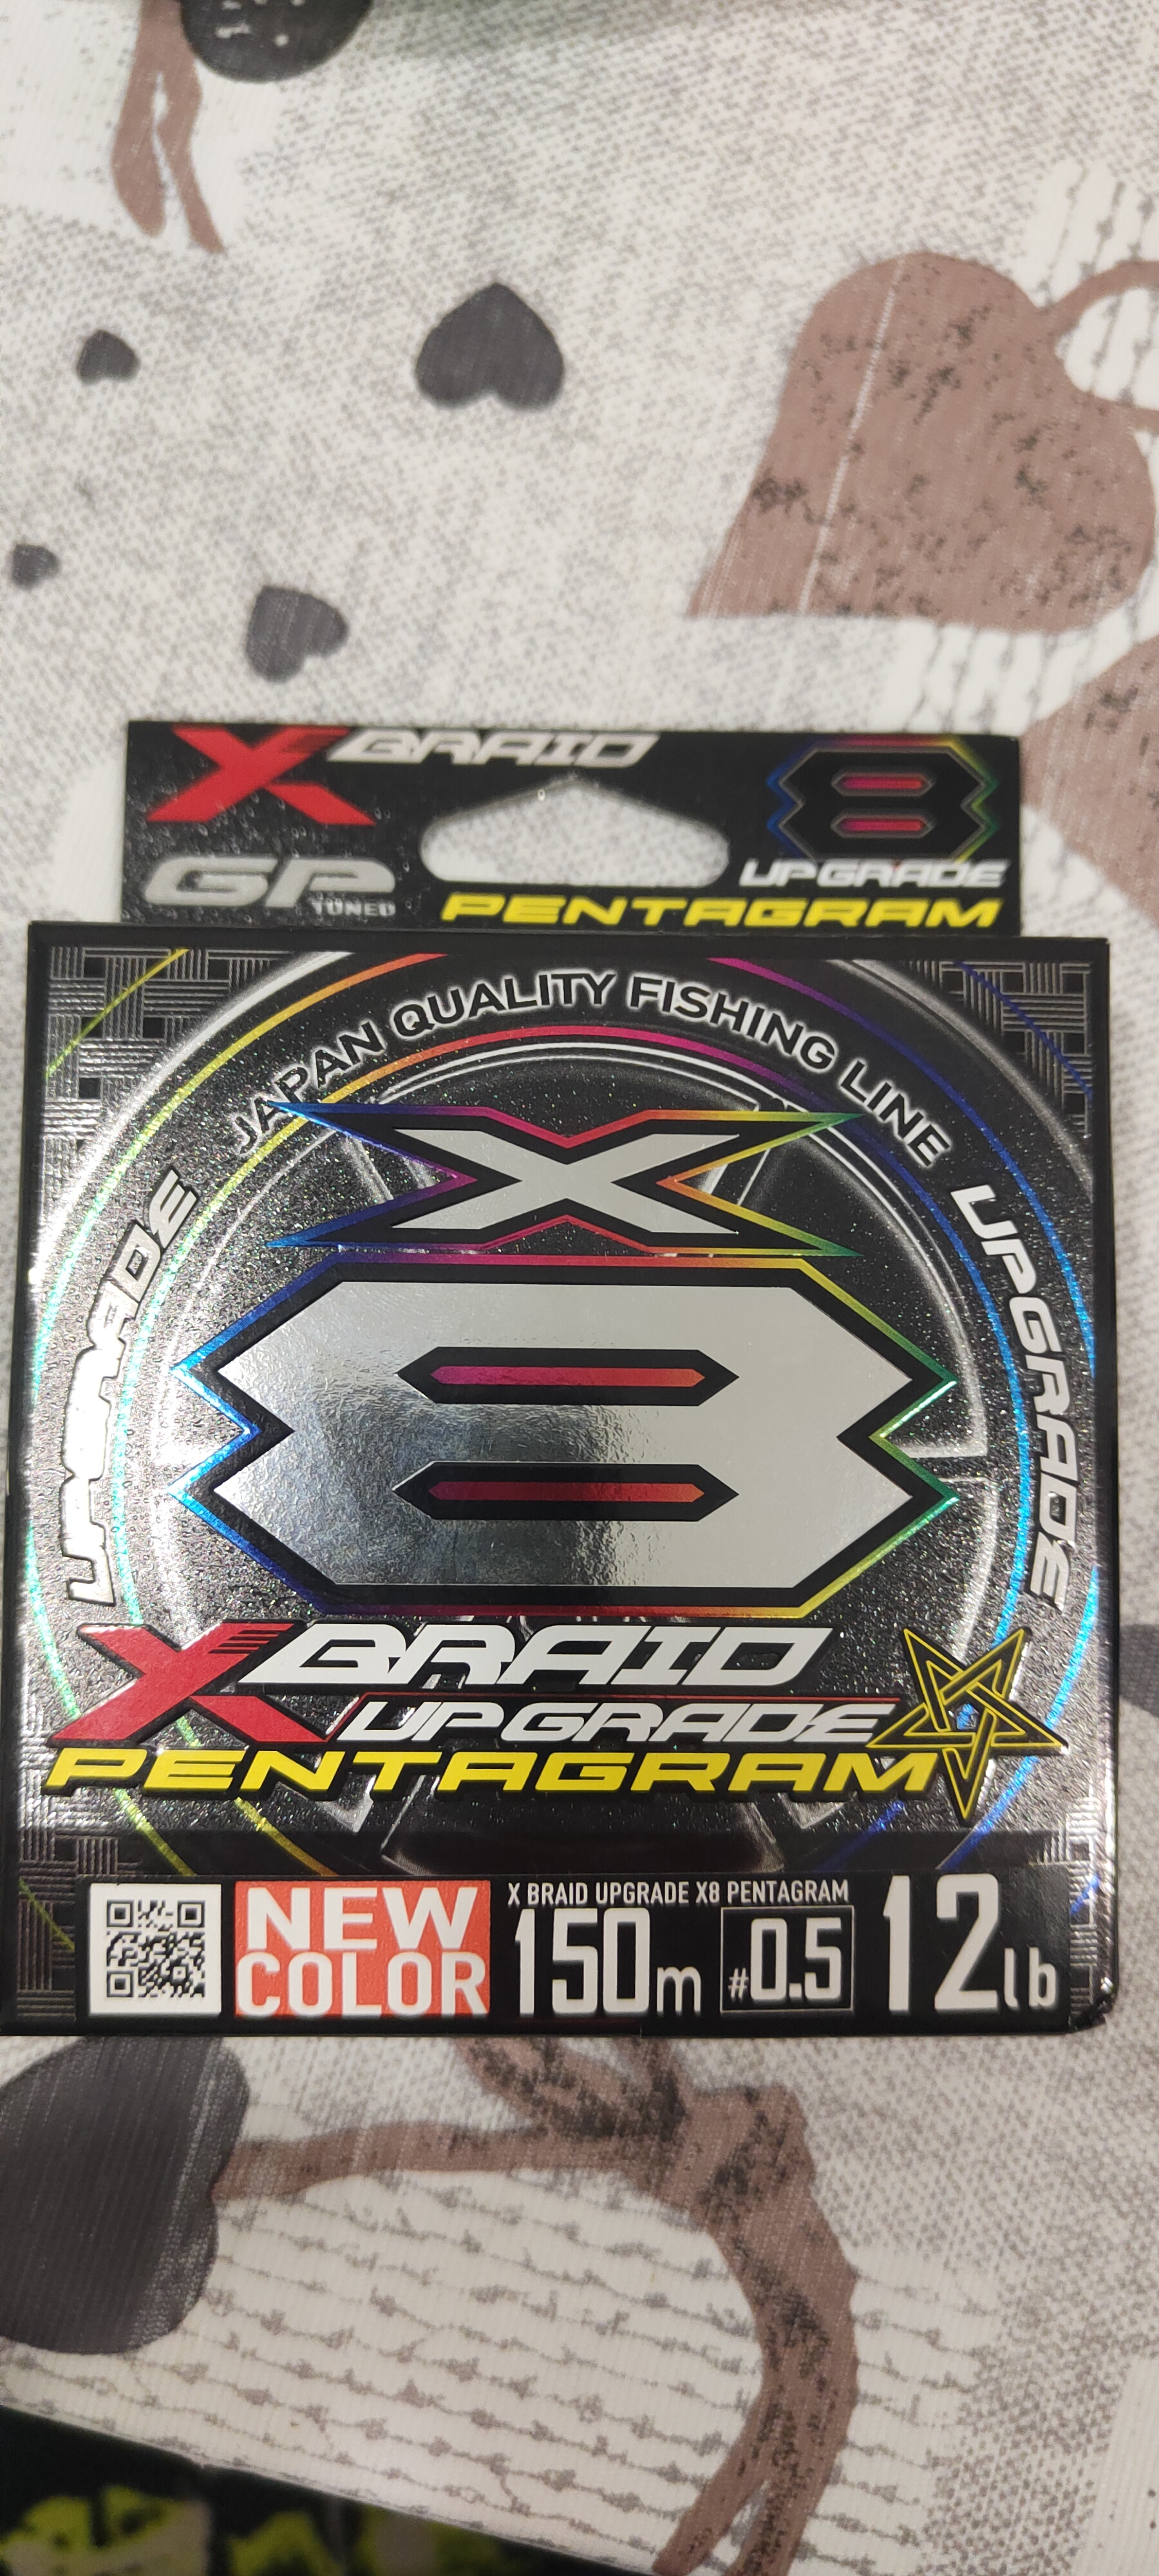 X BRAID
8
GP
TUNED
UPGRADE
PENTAGRAM
JAPAN QUALITY FISHING LINE
UPGRADE
UPGRADE
X
8
X BRAID
UPGRADE
PENTAGRAM
NEW
COLOR
X BRAID UPGRADE X8 PENTAGRAM
150m #0.5 12lb